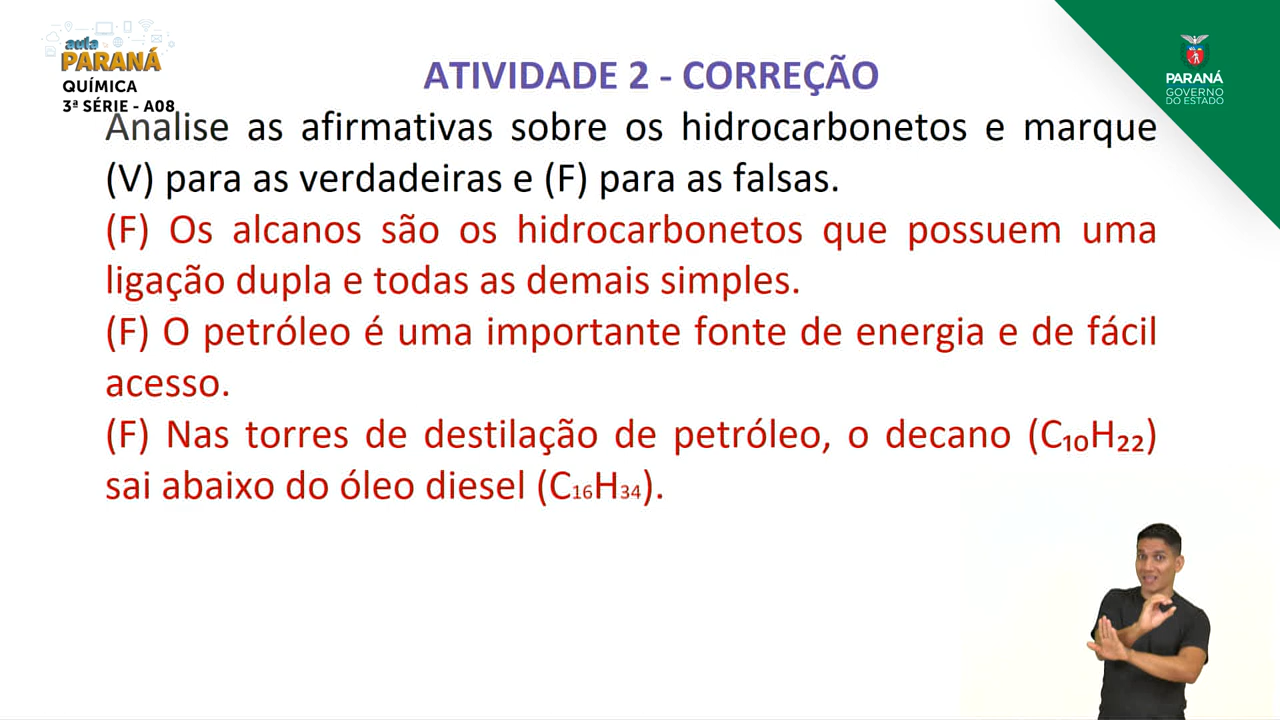 aula
PARANÁ
QUÍMICA
3ª SÉRIE - A08
PARANÁ
GOVERNO
DO ESTADO
ATIVIDADE 2 - CORREÇÃO
Analise as afirmativas sobre os hidrocarbonetos e marque
(V) para as verdadeiras e (F) para as falsas.
(F) Os alcanos são os hidrocarbonetos que possuem uma
ligação dupla e todas as demais simples.
(F) O petróleo é uma importante fonte de energia e de fácil
acesso.
(F) Nas torres de destilação de petróleo, o decano (C₁₀H₂₂)
sai abaixo do óleo diesel (C₁₆H₃₄).